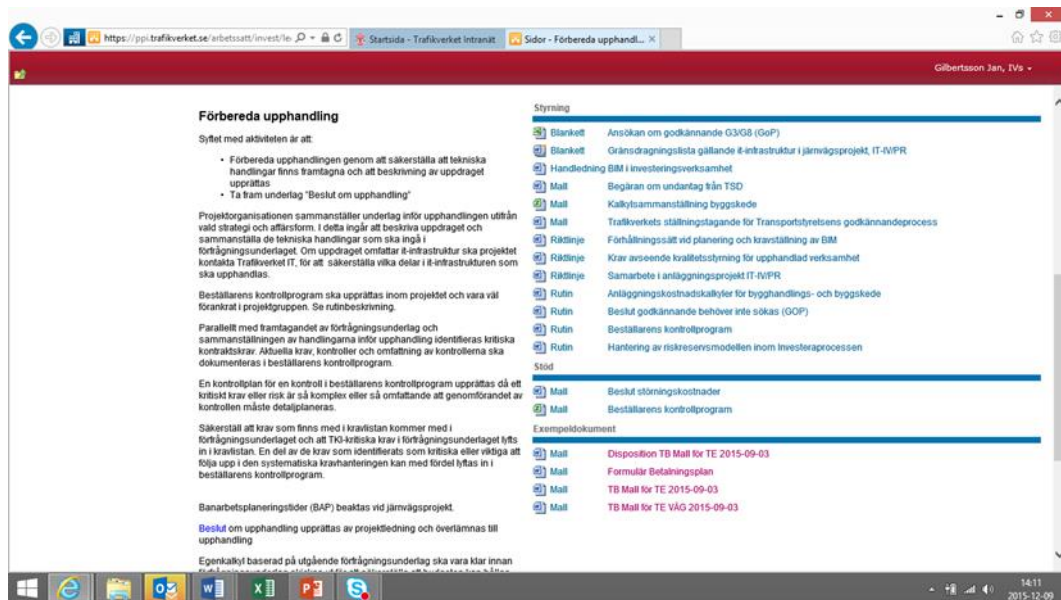 https://ppi.trafikverket.se/arbetssatt/invest/le
Startsida - Trafikverket Intranät
Sidor - Förbereda upphandl...
Gilbertsson Jan, IVs
Förbereda upphandling
Syftet med aktiviteten är att:
• Förbereda upphandlingen genom att säkerställa att tekniska
handlingar finns framtagna och att beskrivning av uppdraget
upprättas
• Ta fram underlag "Beslut om upphandling"
Projektorganisationen sammanställer underlag inför upphandlingen utifrån
vald strategi och affärsform. I detta ingår att beskriva uppdraget och
sammanställa de tekniska handlingar som ska ingå i
förfrågningsunderlaget. Om uppdraget omfattar it-infrastruktur ska projektet
kontakta Trafikverket IT, för att säkerställa vilka delar i it-infrastrukturen som
ska upphandlas.
Beställarens kontrollprogram ska upprättas inom projektet och vara väl
förankrat i projektgruppen. Se rutinbeskrivning.
Parallellt med framtagandet av förfrågningsunderlag och
sammanställningen av handlingarna inför upphandling identifieras kritiska
kontraktskrav. Aktuella krav, kontroller och omfattning av kontrollerna ska
dokumenteras i beställarens kontrollprogram.
En kontrollplan för en kontroll i beställarens kontrollprogram upprättas då ett
kritiskt krav eller risk är så komplex eller så omfattande att genomförandet av
kontrollen måste detaljplaneras.
Säkerställ att krav som finns med i kravlistan kommer med i
förfrågningsunderlaget och att TKI-kritiska krav i förfrågningsunderlaget lyfts
in i kravlistan. En del av de krav som identifierats som kritiska eller viktiga att
följa upp i den systematiska kravhanteringen kan med fördel lyftas in i
beställarens kontrollprogram.
Banarbetsplaneringstider (BAP) beaktas vid järnvägsprojekt.
Beslut om upphandling upprättas av projektledning och överlämnas till
upphandling
Egenkalkyl baserad på utgående förfrågningsunderlag ska vara klar innan
Styrning
Blankett Ansökan om godkännande G3/G8 (GoP)
Blankett Gränsdragningslista gällande it-infrastruktur i järnvägsprojekt, IT-IV/PR
Handledning BIM i investeringsverksamhet
Mall Begäran om undantag från TSD
Mall Kalkylsammanställning byggskede
Mall Trafikverkets ställningstagande för Transportstyrelsens godkännandeprocess
Riktlinje Förhållningssätt vid planering och kravställning av BIM
Riktlinje Krav avseende kvalitetsstyrning för upphandlad verksamhet
Riktlinje Samarbete i anläggningsprojekt IT-IV/PR
Rutin Anläggningskostnadskalkyler för bygghandlings- och byggskede
Rutin Beslut godkännande behöver inte sökas (GOP)
Rutin Beställarens kontrollprogram
Rutin Hantering av riskreservsmodellen inom Investeraprocessen
Stöd
Mall Beslut störningskostnader
Mall Beställarens kontrollprogram
Exempeldokument
Mall Disposition TB Mall för TE 2015-09-03
Mall Formulär Betalningsplan
Mall TB Mall för TE 2015-09-03
Mall TB Mall för TE VÄG 2015-09-03
14:11
2015-12-09